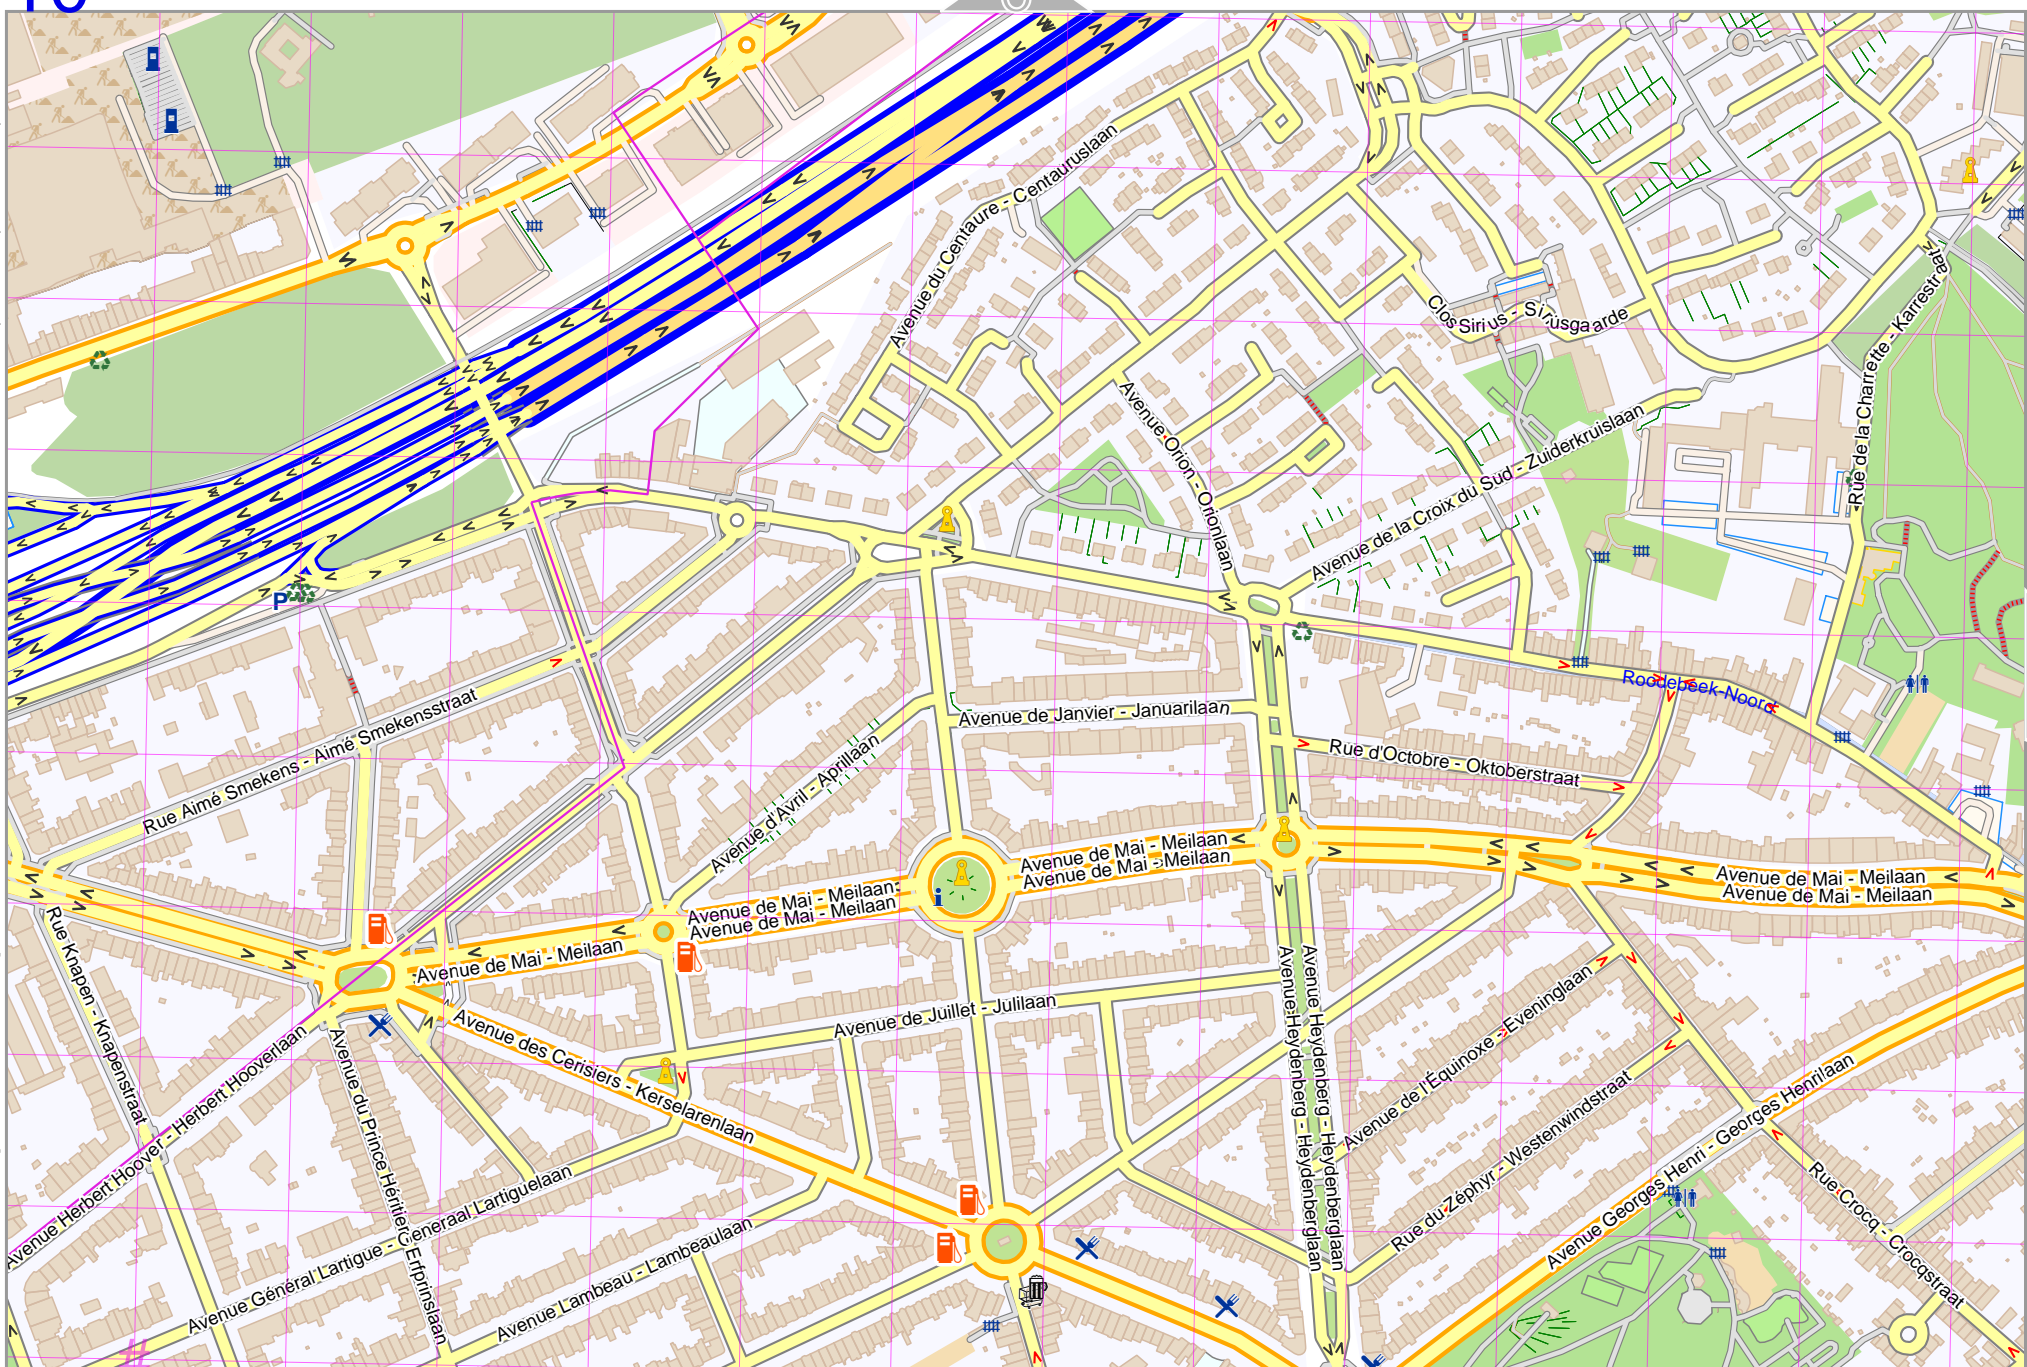 Avenue du Centaure - Centauruslaan
Clos Sirius - Siriusgaarde
Rue de la Charrette - Karrestraat
Avenue Orion - Orionlaan
Avenue de la Croix du Sud - Zuiderkruislaan
P
Roodebeek-Noord
Rue Aimé Smekens - Aimé Smekensstraat
Avenue de Janvier - Januarilaan
Rue d'Octobre - Oktoberstraat
Avenue d'Avril - Aprillaan
Avenue de Mai - Meilaan
Avenue de Mai - Meilaan
Avenue de Mai - Meilaan
Avenue de Mai - Meilaan
Avenue de Mai - Meilaan
Avenue de Mai - Meilaan
Avenue de Mai - Meilaan
i
Rue Knapen - Knapenstraat
Avenue de Juillet - Julilaan
Avenue des Cerisiers - Kerselarenlaan
Avenue Heydenberg - Heydenberglaan
Avenue Heydenberg - Heydenberglaan
Avenue de l'Équinoxe - Eveninglaan
Avenue Herbert Hoover - Herbert Hooverlaan
Avenue du Prince Héritier - Erfprinslaan
Rue du Zéphyr - Westenwindstraat
Avenue Georges Henri - Georges Henrilaan
Rue Crocq - Crocqstraat
Avenue Général Lartigue - Generaal Lartiguelaan
Avenue Lambeau - Lambeaulaan